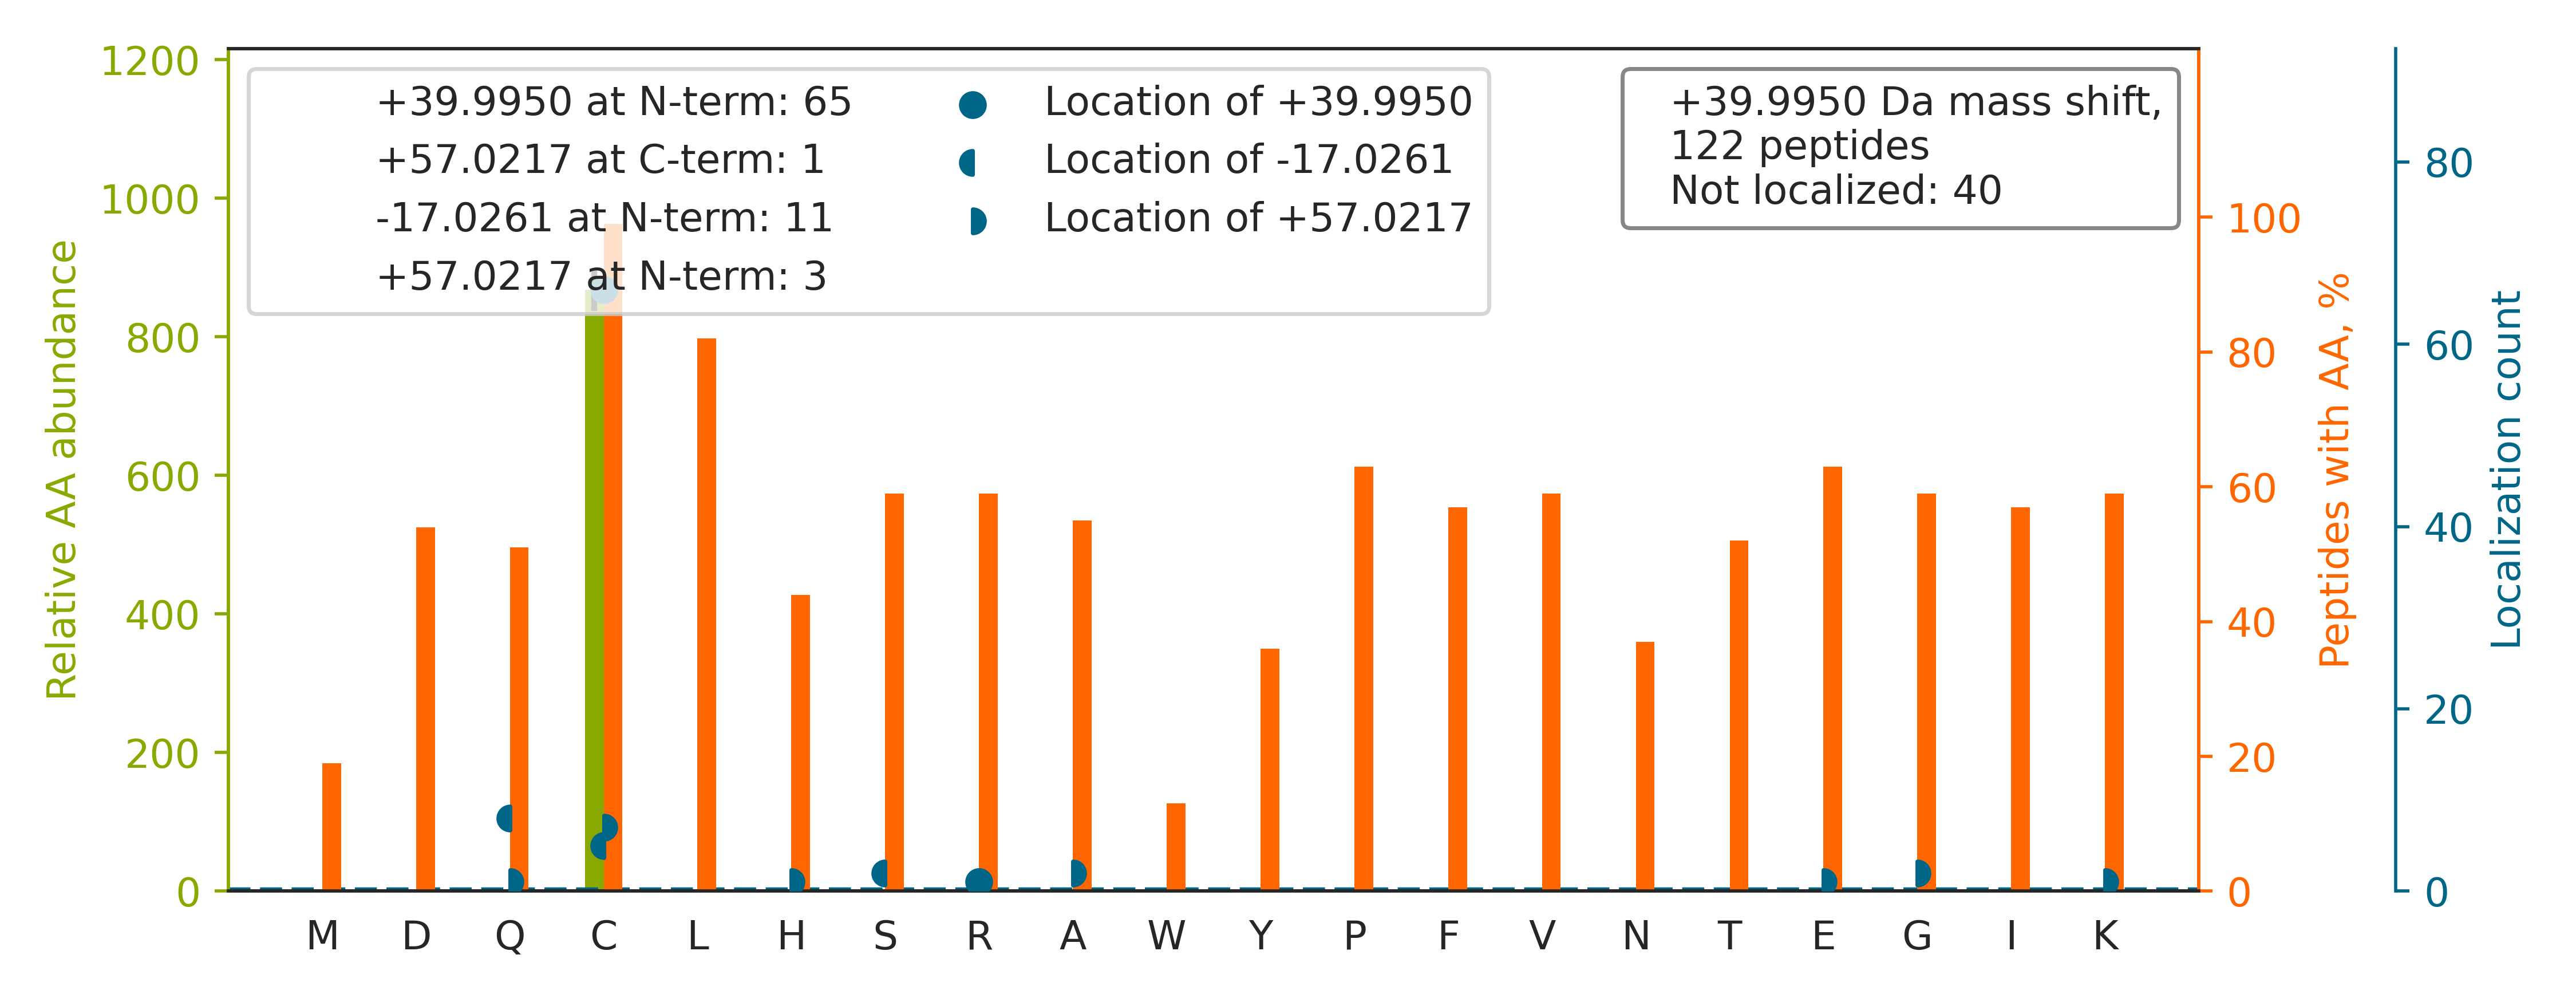 1200
1000
800
600
400
200
0
Relative AA abundance
+39.9950 at N-term: 65
+57.0217 at C-term: 1
-17.0261 at N-term: 11
+57.0217 at N-term: 3
Location of +39.9950
Location of -17.0261
Location of +57.0217
+39.9950 Da mass shift,
122 peptides
Not localized: 40
100
80
60
40
20
0
Peptides with AA, %
80
60
40
20
0
Localization count
M D Q C L H S R A W Y P F V N T E G I K